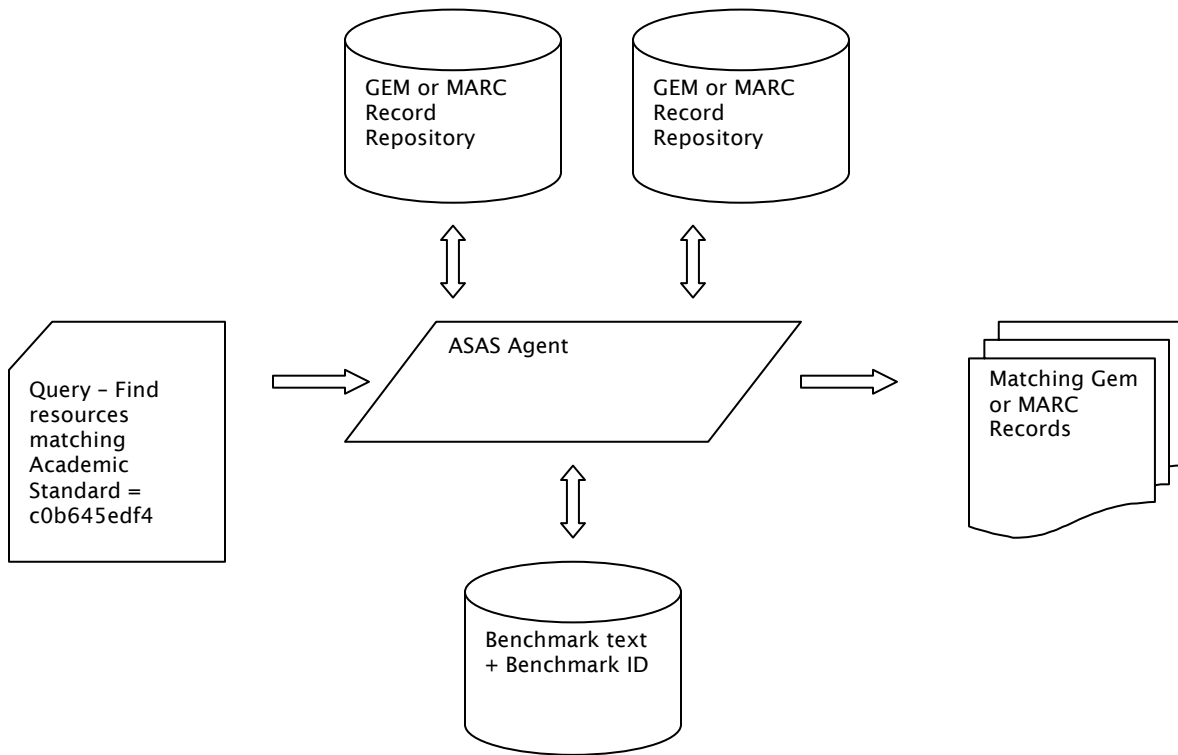 GEM or MARC
Record
Repository
GEM or MARC
Record
Repository
Query – Find
resources
matching
Academic
Standard =
c0b645edf4
ASAS Agent
Matching Gem
or MARC
Records
Benchmark text
+ Benchmark ID